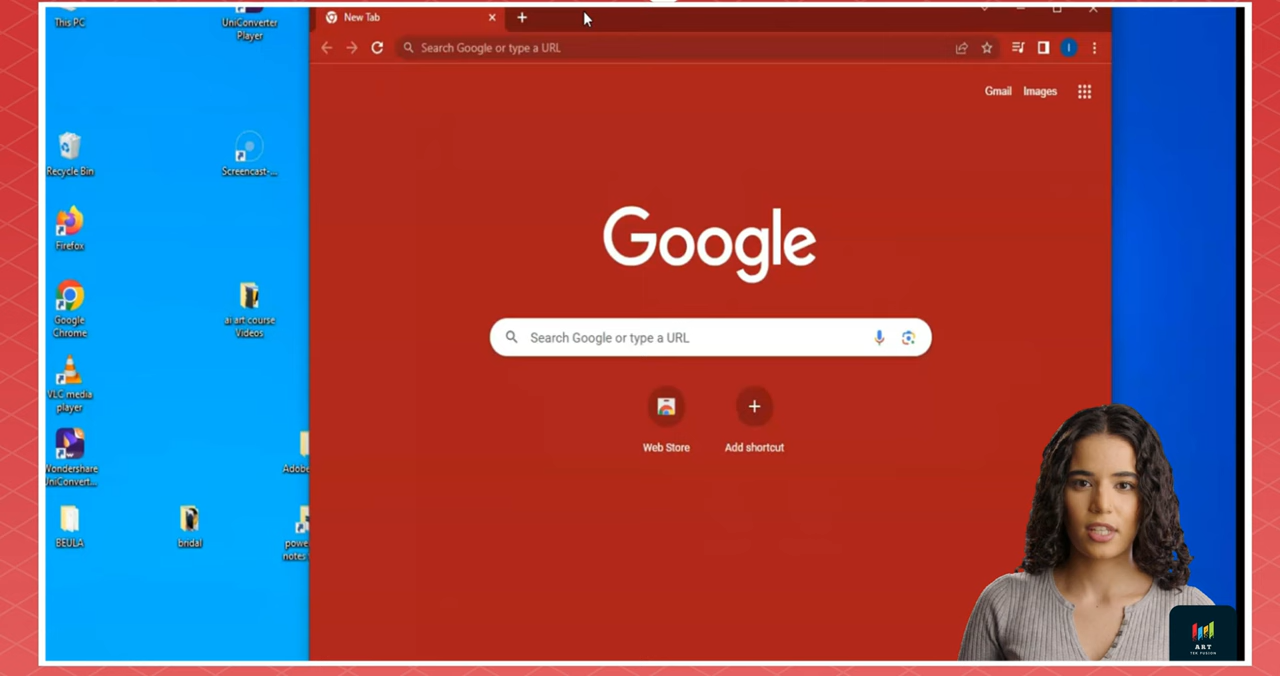 This PC
UniConverter
Player
New Tab
Search Google or type a URL
I
Gmail
Images
Recycle Bin
Screencast-...
Firefox
Google
Search Google or type a URL
Google
Chrome
ai art course
Videos
Web Store
Add shortcut
VLC media
player
Wondershare
UniConvert...
Adobe
BEULA
bridal
powe
notes
ART
TEK FUSION